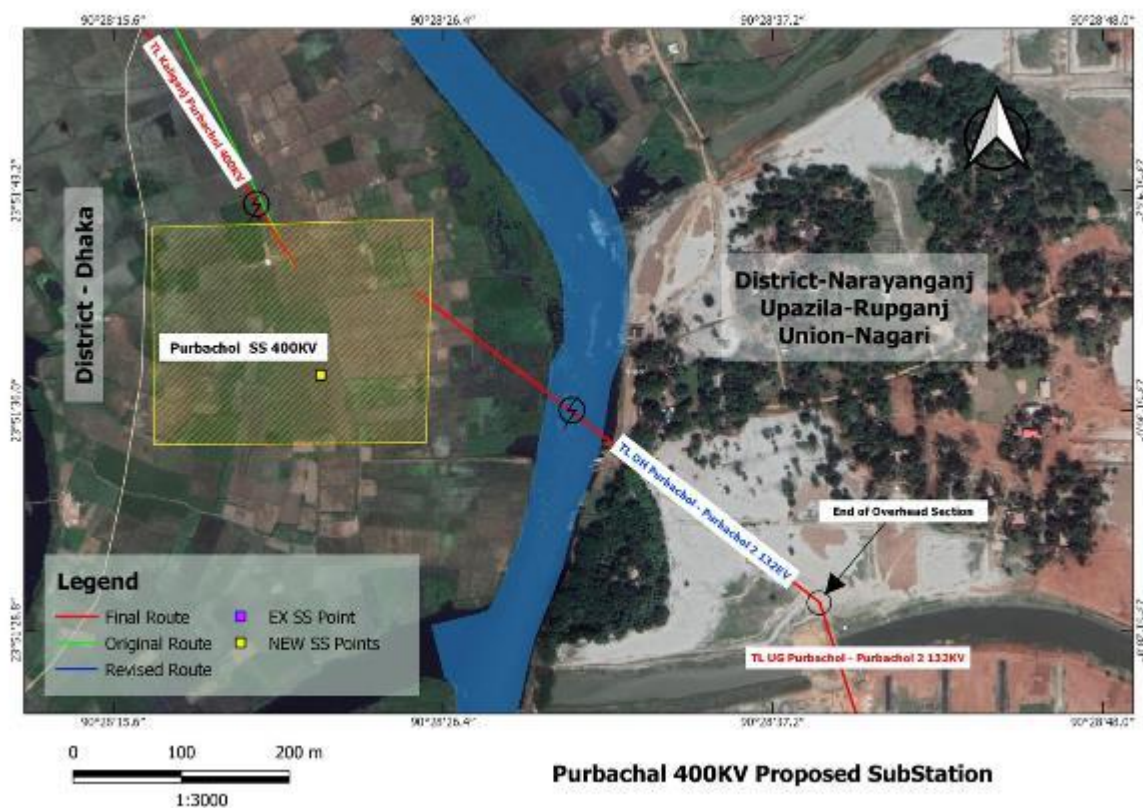 90°28'15.6" 90°28'26.4" 90°28'37.2" 90°28'48.0"
TL Kaliganj Purbachol 400KV
23°51'43.2"
District - Dhaka
District-Narayanganj
Upazila-Rupganj
Union-Nagari
Purbachol SS 400KV
TL OH Purbachol - Purbachol 2 132KV
End of Overhead Section
Legend
Final Route
Original Route
Revised Route
EX SS Point
NEW SS Points
23°51'28.8"
TL UG Purbachol - Purbachol 2 132KV
90°28'15.6" 90°28'26.4" 90°28'37.2" 90°28'48.0"
0 100 200 m
1:3000
Purbachal 400KV Proposed SubStation